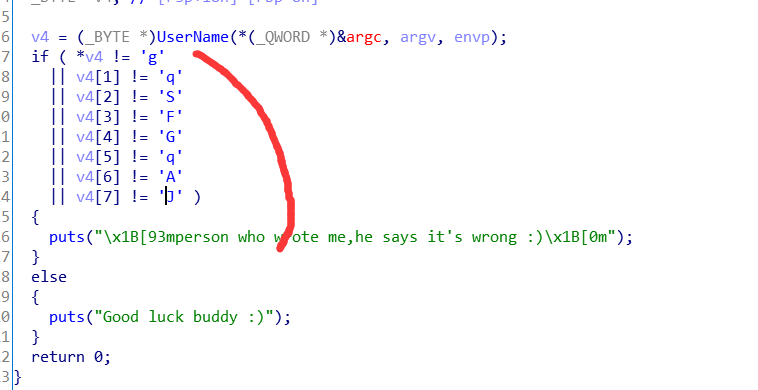 5
6 v4 = (_BYTE *)UserName(*(_QWORD *)&argc, argv, envp);
7 if ( *v4 != 'g'
8 || v4[1] != 'q'
9 || v4[2] != 'S'
0 || v4[3] != 'F'
1 || v4[4] != 'G'
2 || v4[5] != 'q'
3 || v4[6] != 'A'
4 || v4[7] != 'J' )
5 {
6 puts("\x1B[93mperson who wrote me,he says it's wrong :)\x1B[0m");
7 }
8 else
9 {
0 puts("Good luck buddy :)");
1 }
2 return 0;
3 }